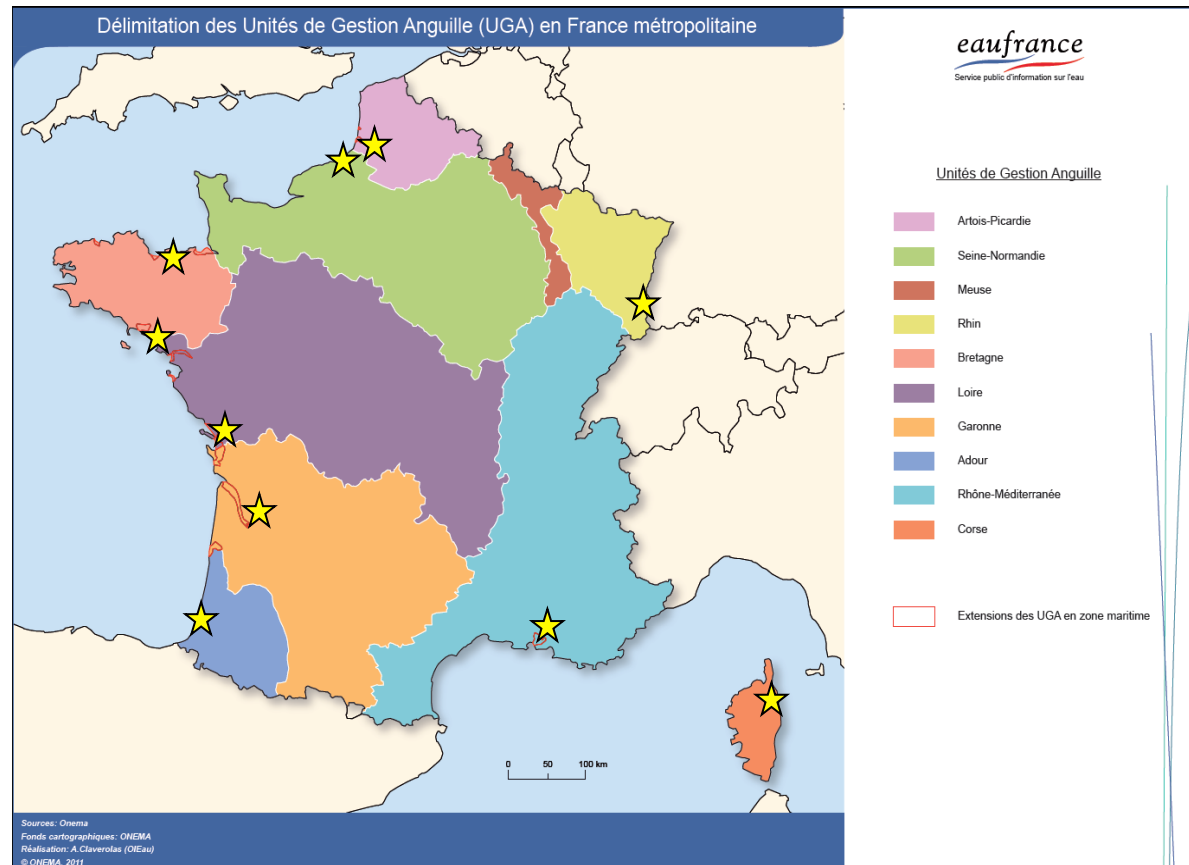 Délimitation des Unités de Gestion Anguille (UGA) en France métropolitaine
eaufrance
Service public d'information sur l'eau
Unités de Gestion Anguille
Artois-Picardie
Seine-Normandie
Meuse
Rhin
Bretagne
Loire
Garonne
Adour
Rhône-Méditerranée
Corse
Extensions des UGA en zone maritime
0 50 100 km
Sources: Onema
Fonds cartographiques: ONEMA
Réalisation: A.Claverolas (OIEau)
© ONEMA, 2011